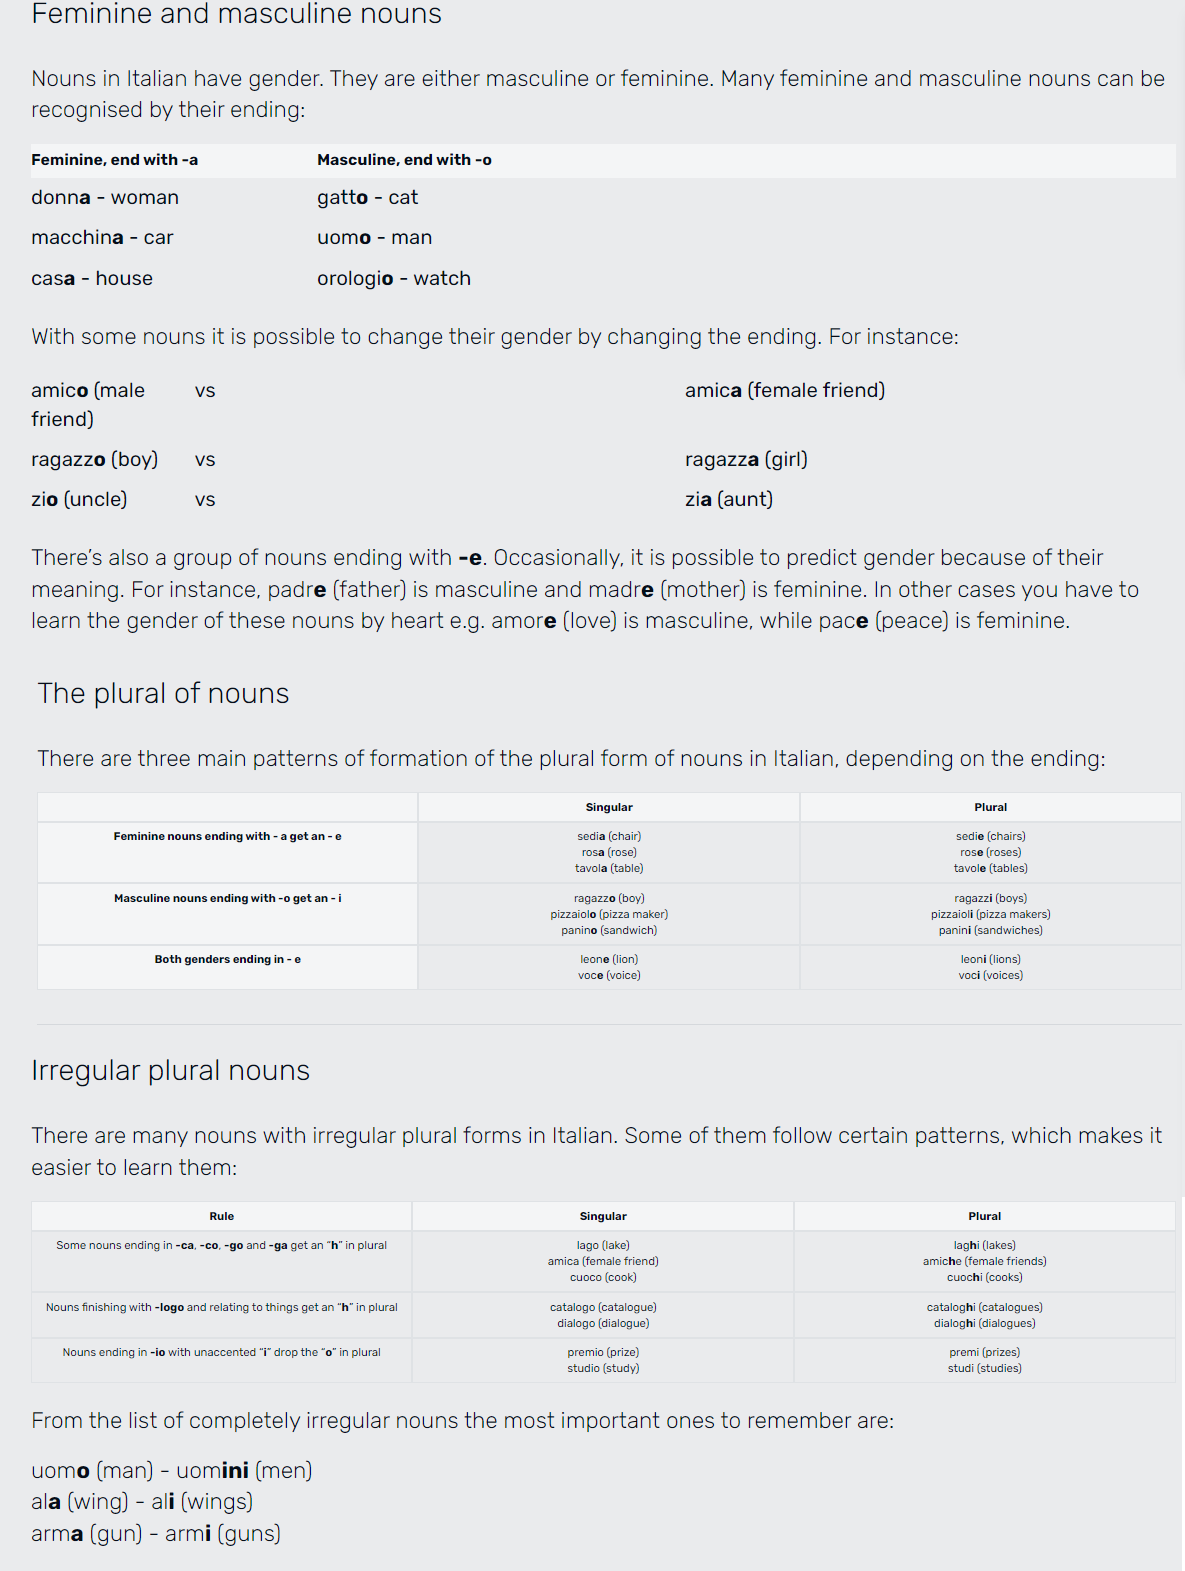 Feminine and masculine nouns
Nouns in Italian have gender. They are either masculine or feminine. Many feminine and masculine nouns can be
recognised by their ending:
Feminine, end with -a Masculine, end with -o
donna - woman gatto - cat
macchina - car uomo - man
casa - house orologio - watch
With some nouns it is possible to change their gender by changing the ending. For instance:
amico (male vs amica (female friend)
friend)
ragazzo (boy) vs ragazza (girl)
zio (uncle) vs zia (aunt)
There's also a group of nouns ending with -e. Occasionally, it is possible to predict gender because of their
meaning. For instance, padre (father) is masculine and madre (mother) is feminine. In other cases you have to
learn the gender of these nouns by heart e.g. amore (love) is masculine, while pace (peace) is feminine.
The plural of nouns
There are three main patterns of formation of the plural form of nouns in Italian, depending on the ending:
Singular Plural
Feminine nouns ending with - a get an - e sedia (chair) sedie (chairs)
rosa (rose) rose (roses)
tavola (table) tavole (tables)
Masculine nouns ending with -o get an - i ragazzo (boy) ragazzi (boys)
pizzaiolo (pizza maker) pizzaioli (pizza makers)
panino (sandwich) panini (sandwiches)
Both genders ending in - e leone (lion) leoni (lions)
voce (voice) voci (voices)
Irregular plural nouns
There are many nouns with irregular plural forms in Italian. Some of them follow certain patterns, which makes it
easier to learn them:
Rule Singular Plural
Some nouns ending in -ca, -co, -go and -ga get an "h" in plural lago (lake) laghi (lakes)
amica (female friend) amiche (female friends)
cuoco (cook) cuochi (cooks)
Nouns finishing with -logo and relating to things get an "h" in plural catalogo (catalogue) cataloghi (catalogues)
dialogo (dialogue) dialoghi (dialogues)
Nouns ending in -io with unaccented "i" drop the "o" in plural premio (prize) premi (prizes)
studio (study) studi (studies)
From the list of completely irregular nouns the most important ones to remember are:
uomo (man) - uomini (men)
ala (wing) - ali (wings)
arma (gun) - armi (guns)